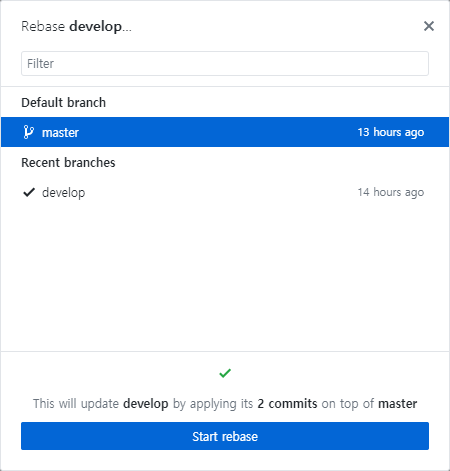 Rebase develop...
Filter
Default branch
master 13 hours ago
Recent branches
develop 14 hours ago
This will update develop by applying its 2 commits on top of master
Start rebase